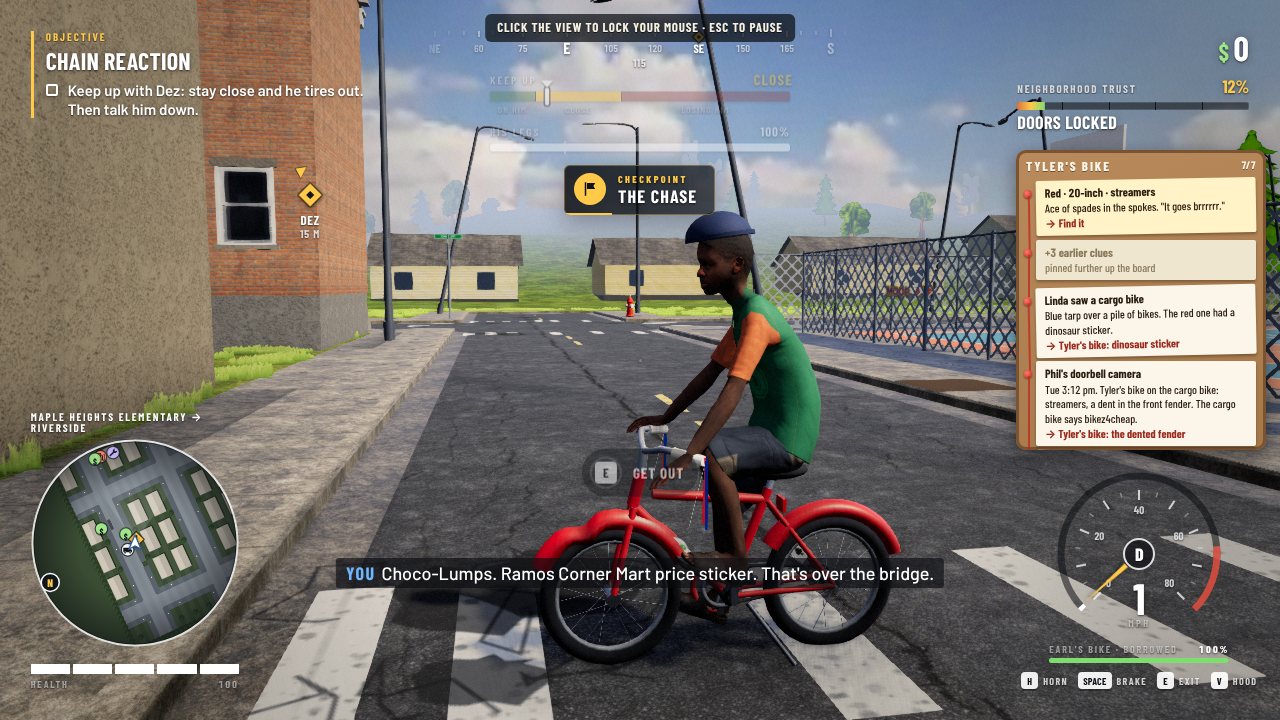 CLICK THE VIEW TO LOCK YOUR MOUSE · ESC TO PAUSE
NE 60 75 E 105 120 SE 150 165 S
115
OBJECTIVE
CHAIN REACTION
Keep up with Dez: stay close and he tires out.
Then talk him down.
KEEP UP CLOSE
ON HIM CLOSE LOSING HIM
HIS LEGS 100%
CHECKPOINT
THE CHASE
DEZ
15 M
$0
NEIGHBORHOOD TRUST 12%
DOORS LOCKED
TYLER'S BIKE 7/7
Red · 20-inch · streamers
Ace of spades in the spokes. "It goes brrrrrr."
→ Find it
+3 earlier clues
pinned further up the board
Linda saw a cargo bike
Blue tarp over a pile of bikes. The red one had a
dinosaur sticker.
→ Tyler's bike: dinosaur sticker
Phil's doorbell camera
Tue 3:12 pm. Tyler's bike on the cargo bike:
streamers, a dent in the front fender. The cargo
bike says bikez4cheap.
→ Tyler's bike: the dented fender
MAPLE HEIGHTS ELEMENTARY →
RIVERSIDE
N
E GET OUT
YOU Choco-Lumps. Ramos Corner Mart price sticker. That's over the bridge.
0 20 40 60 80
D
1
MPH
EARL'S BIKE · BORROWED 100%
H HORN SPACE BRAKE E EXIT V HOOD
HEALTH 100